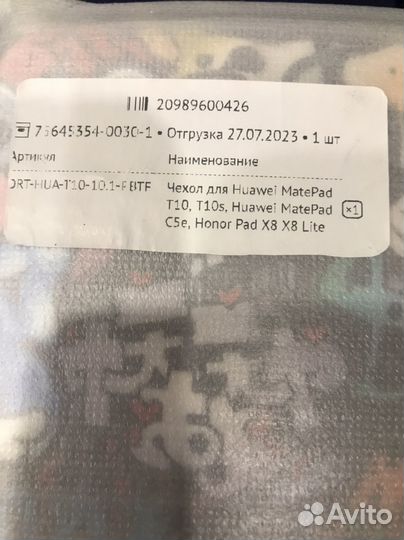 20989600426
75645354-0030-1 • Отгрузка 27.07.2023 • 1 шт
Артикул Наименование
DRT-HUA-T10-10.1-PBTF Чехол для Huawei MatePad
T10, T10s, Huawei MatePad ×1
C5e, Honor Pad X8 X8 Lite
Avito